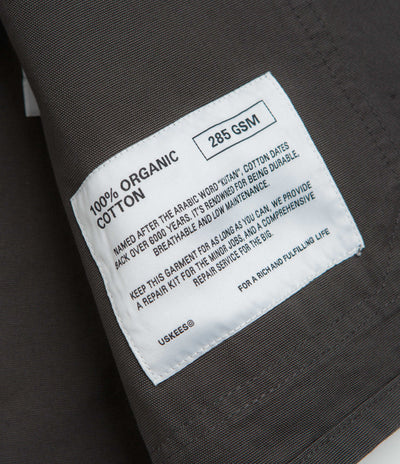 100% ORGANIC
COTTON
285 GSM
NAMED AFTER THE ARABIC WORD "KUTAN", COTTON DATES
BACK OVER 6000 YEARS. IT'S RENOWNED FOR BEING DURABLE,
BREATHABLE AND LOW MAINTENANCE.
KEEP THIS GARMENT FOR AS LONG AS YOU CAN. WE PROVIDE
A REPAIR KIT FOR THE MINOR JOBS, AND A COMPREHENSIVE
REPAIR SERVICE FOR THE BIG.
USKEES©
FOR A RICH AND FULFILLING LIFE